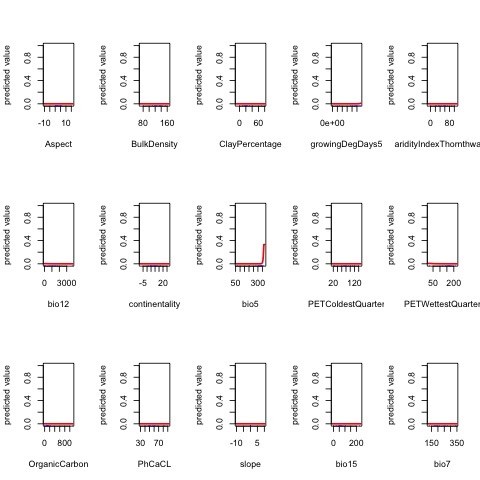 predicted value 0.0 0.4 0.8 -10 10 Aspect
predicted value 0.0 0.4 0.8 80 160 BulkDensity
predicted value 0.0 0.4 0.8 0 60 ClayPercentage
predicted value 0.0 0.4 0.8 0e+00 growingDegDays5
predicted value 0.0 0.4 0.8 0 80 aridityIndexThornthwa
predicted value 0.0 0.4 0.8 0 3000 bio12
predicted value 0.0 0.4 0.8 -5 20 continentality
predicted value 0.0 0.4 0.8 50 300 bio5
predicted value 0.0 0.4 0.8 20 120 PETColdestQuarter
predicted value 0.0 0.4 0.8 50 200 PETWettestQuarter
predicted value 0.0 0.4 0.8 0 800 OrganicCarbon
predicted value 0.0 0.4 0.8 30 70 PhCaCL
predicted value 0.0 0.4 0.8 -10 5 slope
predicted value 0.0 0.4 0.8 0 200 bio15
predicted value 0.0 0.4 0.8 150 350 bio7